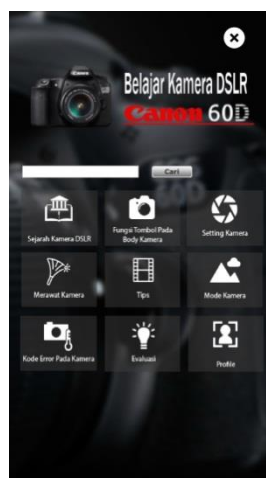 Belajar Kamera DSLR
Canon 60D
Cari
Sejarah Kamera DSLR
Fungsi Tombol Pada
Body Kamera
Setting Kamera
Merawat Kamera
Tips
Mode Kamera
Kode Error Pada Kamera
Evaluasi
Profile